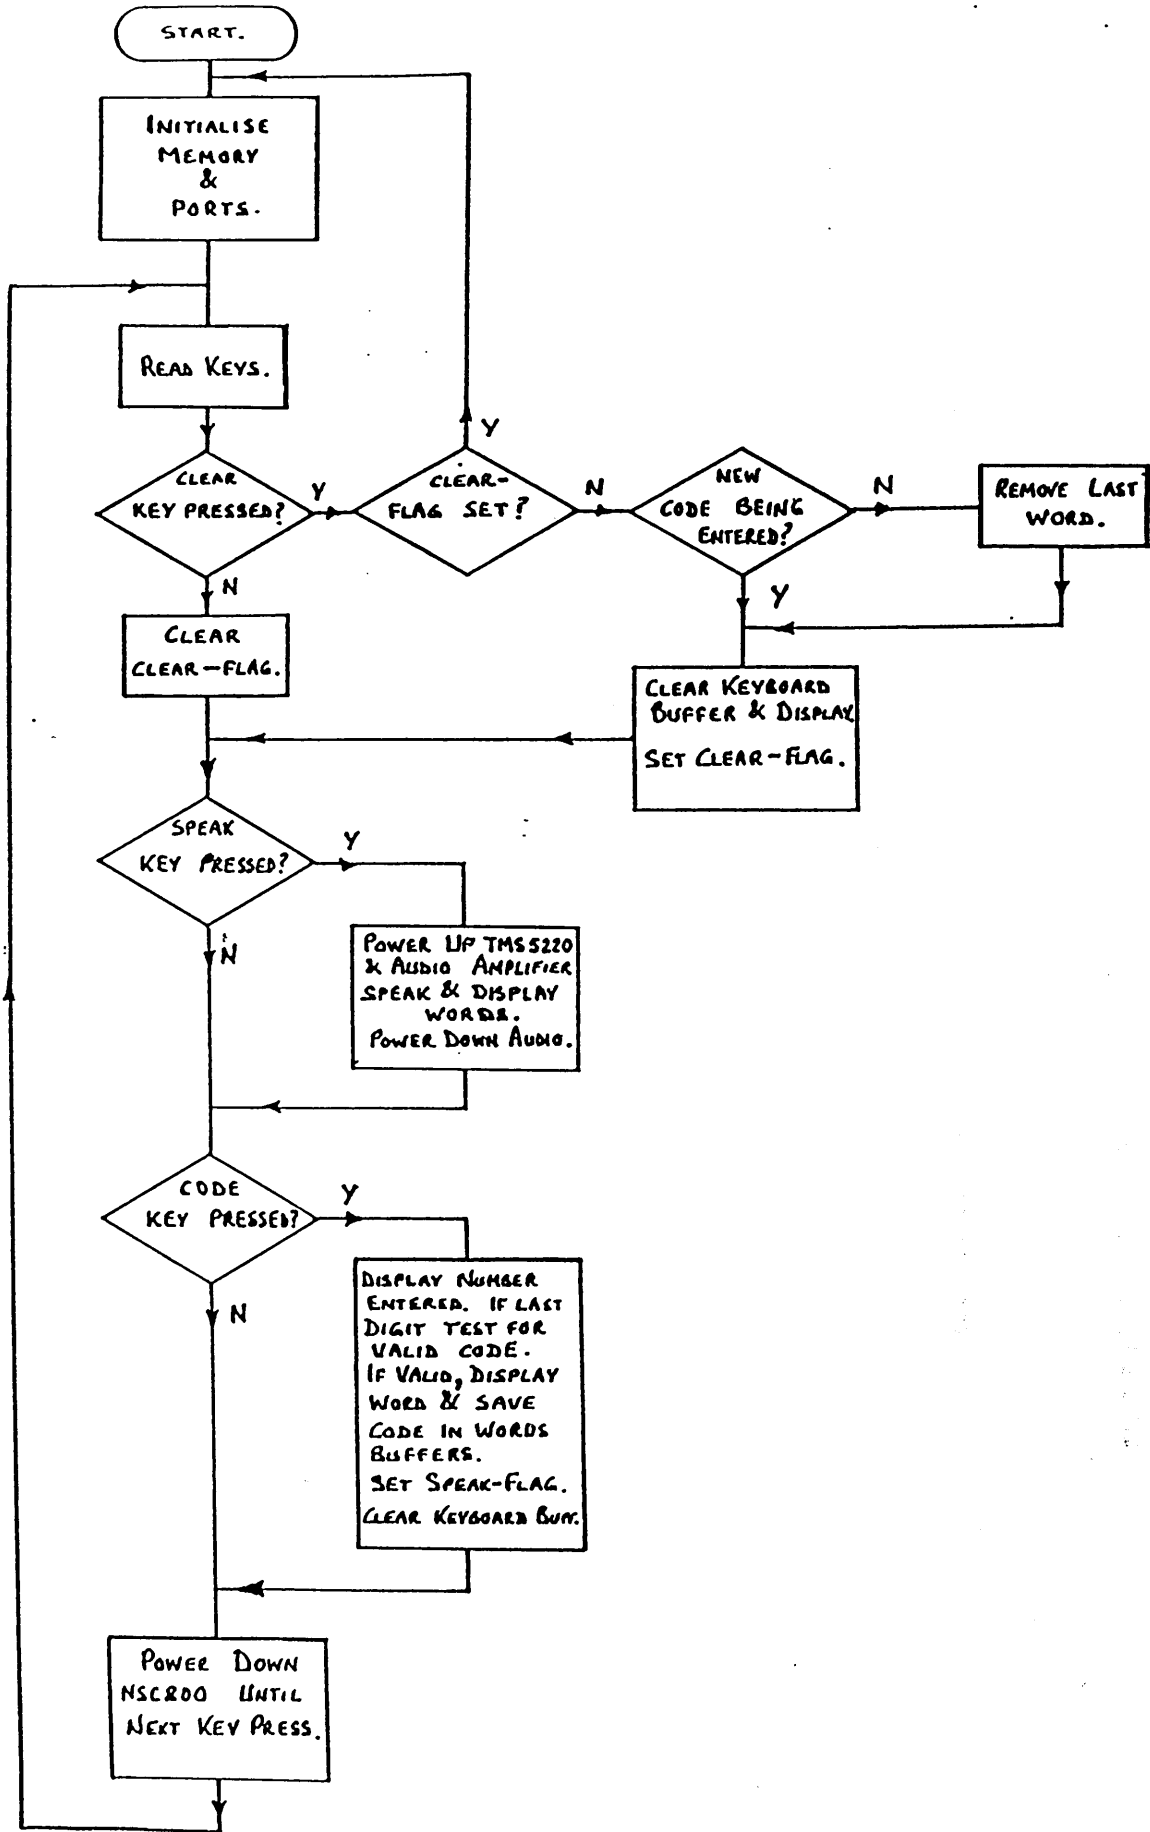 START.
INITIALISE
MEMORY
&
PORTS.
READ KEYS.
CLEAR
KEY PRESSED?
Y
N
CLEAR-
FLAG SET?
Y
N
NEW
CODE BEING
ENTERED?
N
Y
REMOVE LAST
WORD.
CLEAR
CLEAR-FLAG.
CLEAR KEYBOARD
BUFFER & DISPLAY
SET CLEAR-FLAG.
SPEAK
KEY PRESSED?
Y
N
POWER UP TMS5220
& AUDIO AMPLIFIER
SPEAK & DISPLAY
WORDS.
POWER DOWN AUDIO.
CODE
KEY PRESSED?
Y
N
DISPLAY NUMBER
ENTERED. IF LAST
DIGIT TEST FOR
VALID CODE.
IF VALID, DISPLAY
WORD & SAVE
CODE IN WORDS
BUFFERS.
SET SPEAK-FLAG.
CLEAR KEYBOARD BUFF.
POWER DOWN
NSC800 UNTIL
NEXT KEY PRESS.